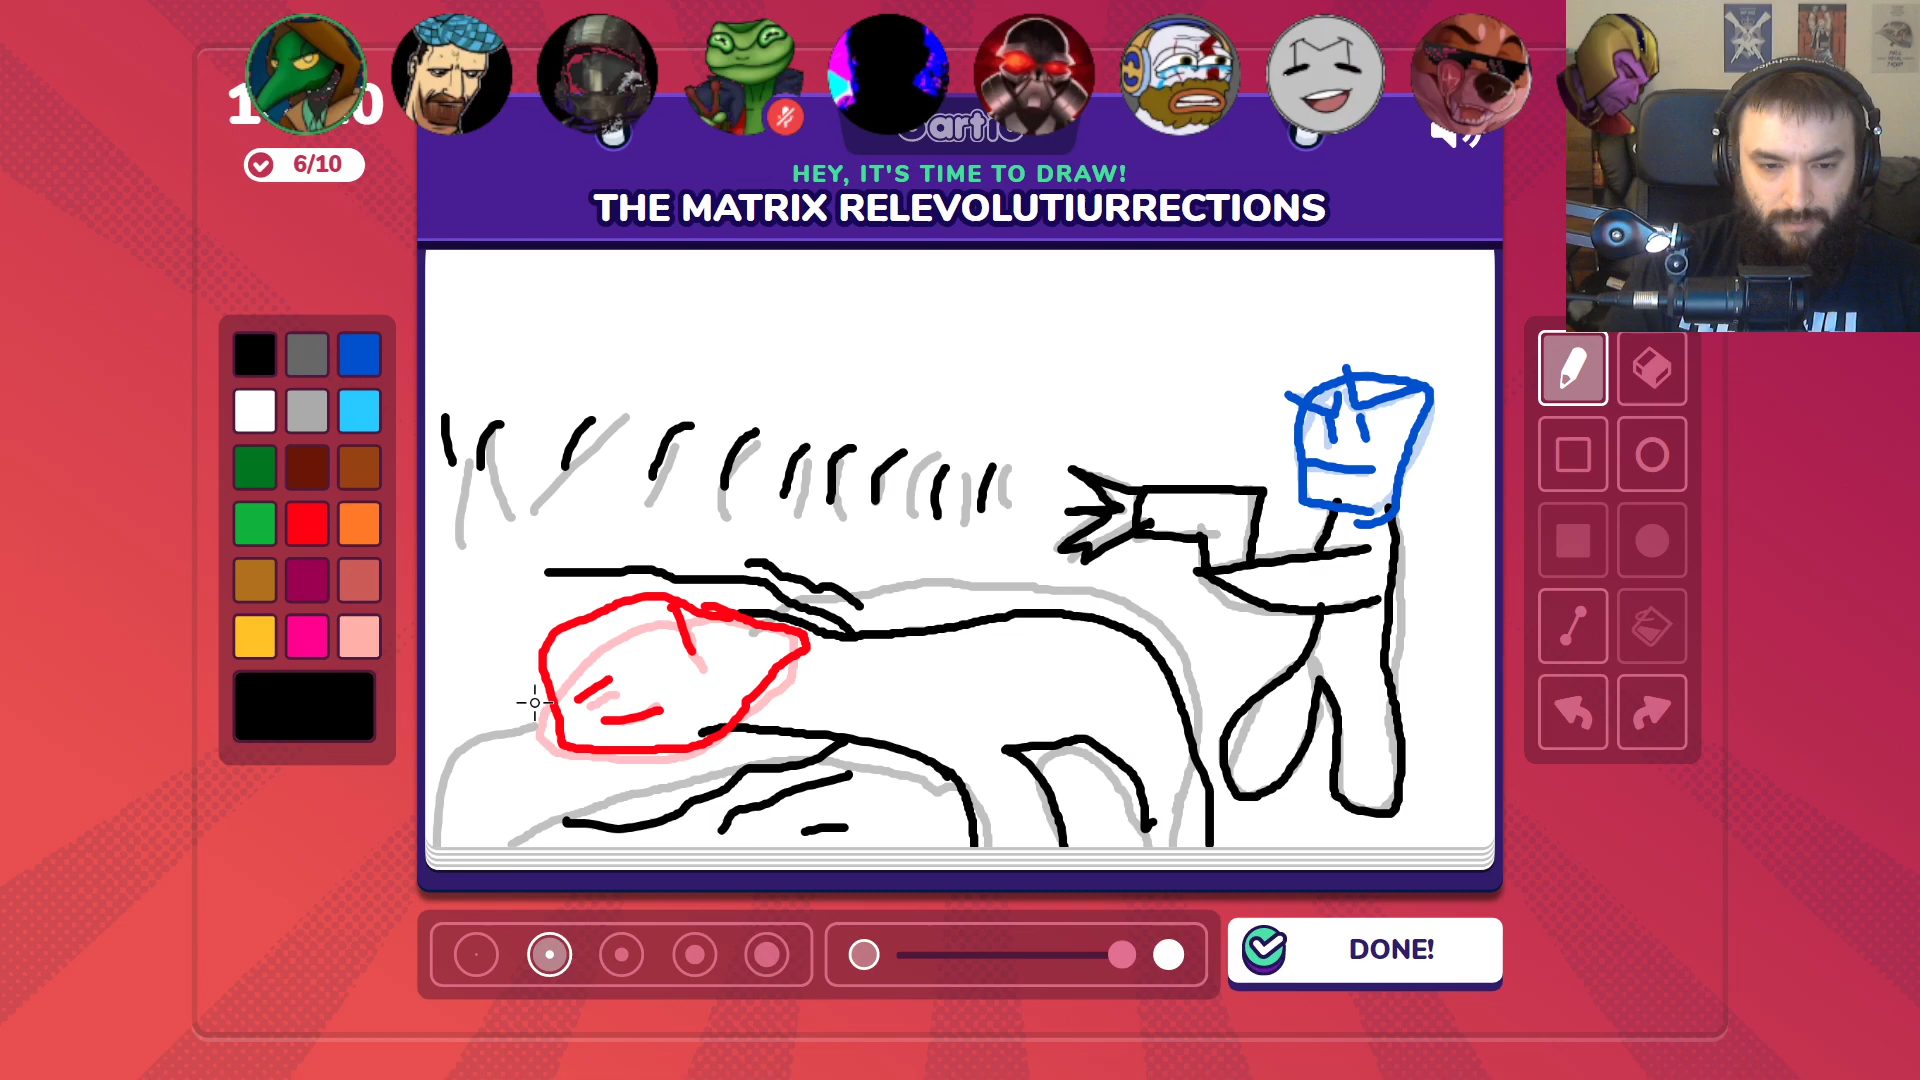 6/10
HEY, IT'S TIME TO DRAW!
THE MATRIX RELEVOLUTIURRECTIONS
DONE!